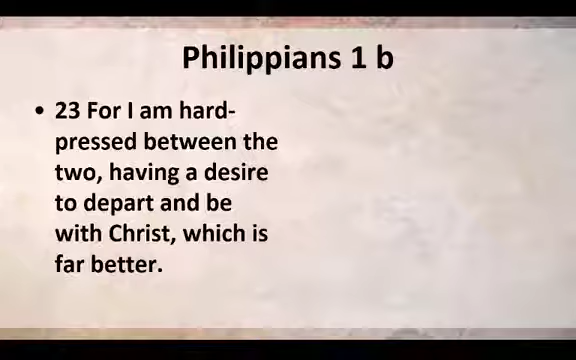 Philippians 1 b
• 23 For I am hard-
pressed between the
two, having a desire
to depart and be
with Christ, which is
far better.